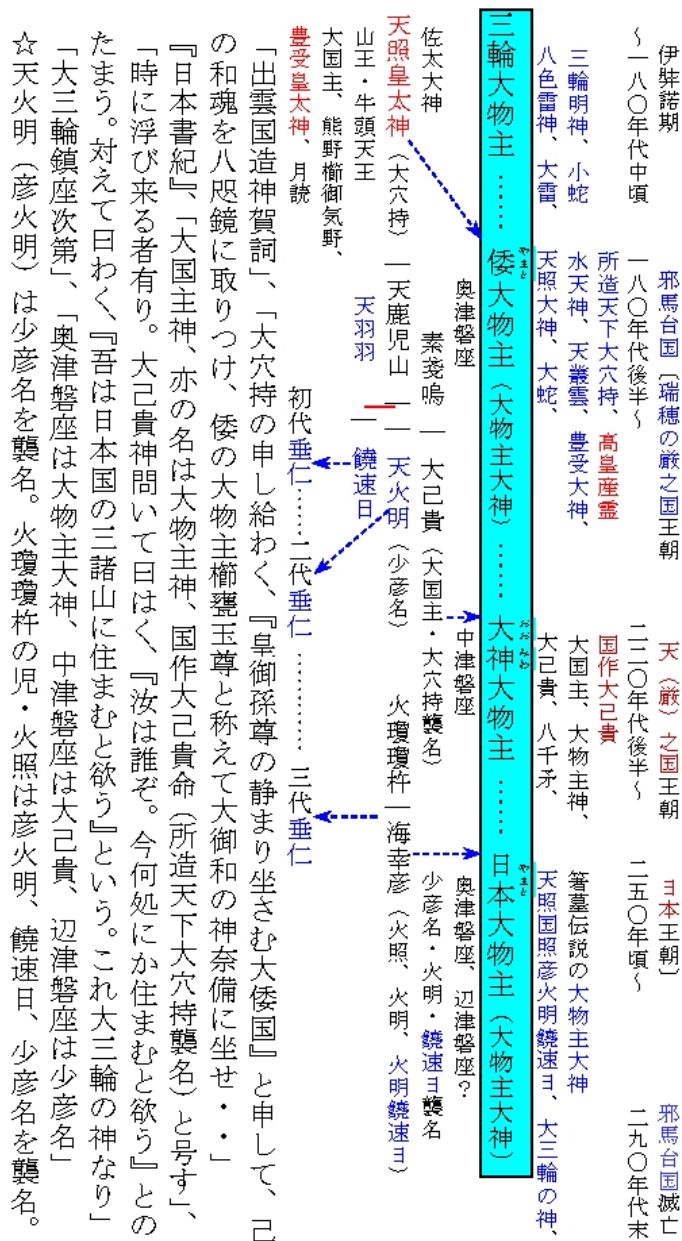 伊弉諾期
～一八〇年代中頃
邪馬台国〔瑞穂の厳之国王朝
一八〇年代後半～
天（厳）之国王朝
二二〇年代後半～
日本王朝〕
二五〇年頃～
邪馬台国滅亡
二九〇年代末
三輪明神、小蛇
八色雷神、大雷、
所造天下大穴持、高皇産霊
水天神、天叢雲、豊受大神、
天照大神、大蛇、
国作大己貴
大国主、大物主神、
大己貴、八千矛、
箸墓伝説の大物主大神
天照国照彦火明饒速日、大三輪の神、
三輪大物主 ……… 倭大物主（大物主大神）……… 大神大物主 ……… 日本大物主（大物主大神）
やまと
おおみわ
やまと
奥津磐座
中津磐座
奥津磐座、辺津磐座？
佐太大神
素戔嗚 ― 大己貴（大国主・大穴持襲名）
少彦名・火明・饒速日襲名
天照皇太神（大穴持）― 天鹿児山 ― ― 天火明（少彦名）
火瓊瓊杵 ― 海幸彦（火照、火明、火明饒速日）
山王・牛頭天王
天羽羽 ― 饒速日
大国主、熊野櫛御気野、
豊受皇太神、月読
初代垂仁……二代垂仁…………三代垂仁
「出雲国造神賀詞」、「大穴持の申し給わく、『皇御孫尊の静まり坐さむ大倭国』と申して、己
の和魂を八咫鏡に取りつけ、倭の大物主櫛甕玉尊と称えて大御和の神奈備に坐せ・・」
『日本書紀』、「大国主神、亦の名は大物主神、国作大己貴命（所造天下大穴持襲名）と号す」、
「時に浮び来る者有り。大己貴神問いて曰はく、『汝は誰ぞ。今何処にか住まむと欲う』との
たまう。対えて曰わく、『吾は日本国の三諸山に住まむと欲う』という。これ大三輪の神なり」
「大三輪鎮座次第」、「奥津磐座は大物主大神、中津磐座は大己貴、辺津磐座は少彦名」
☆天火明（彦火明）は少彦名を襲名。火瓊瓊杵の児・火照は彦火明、饒速日、少彦名を襲名。